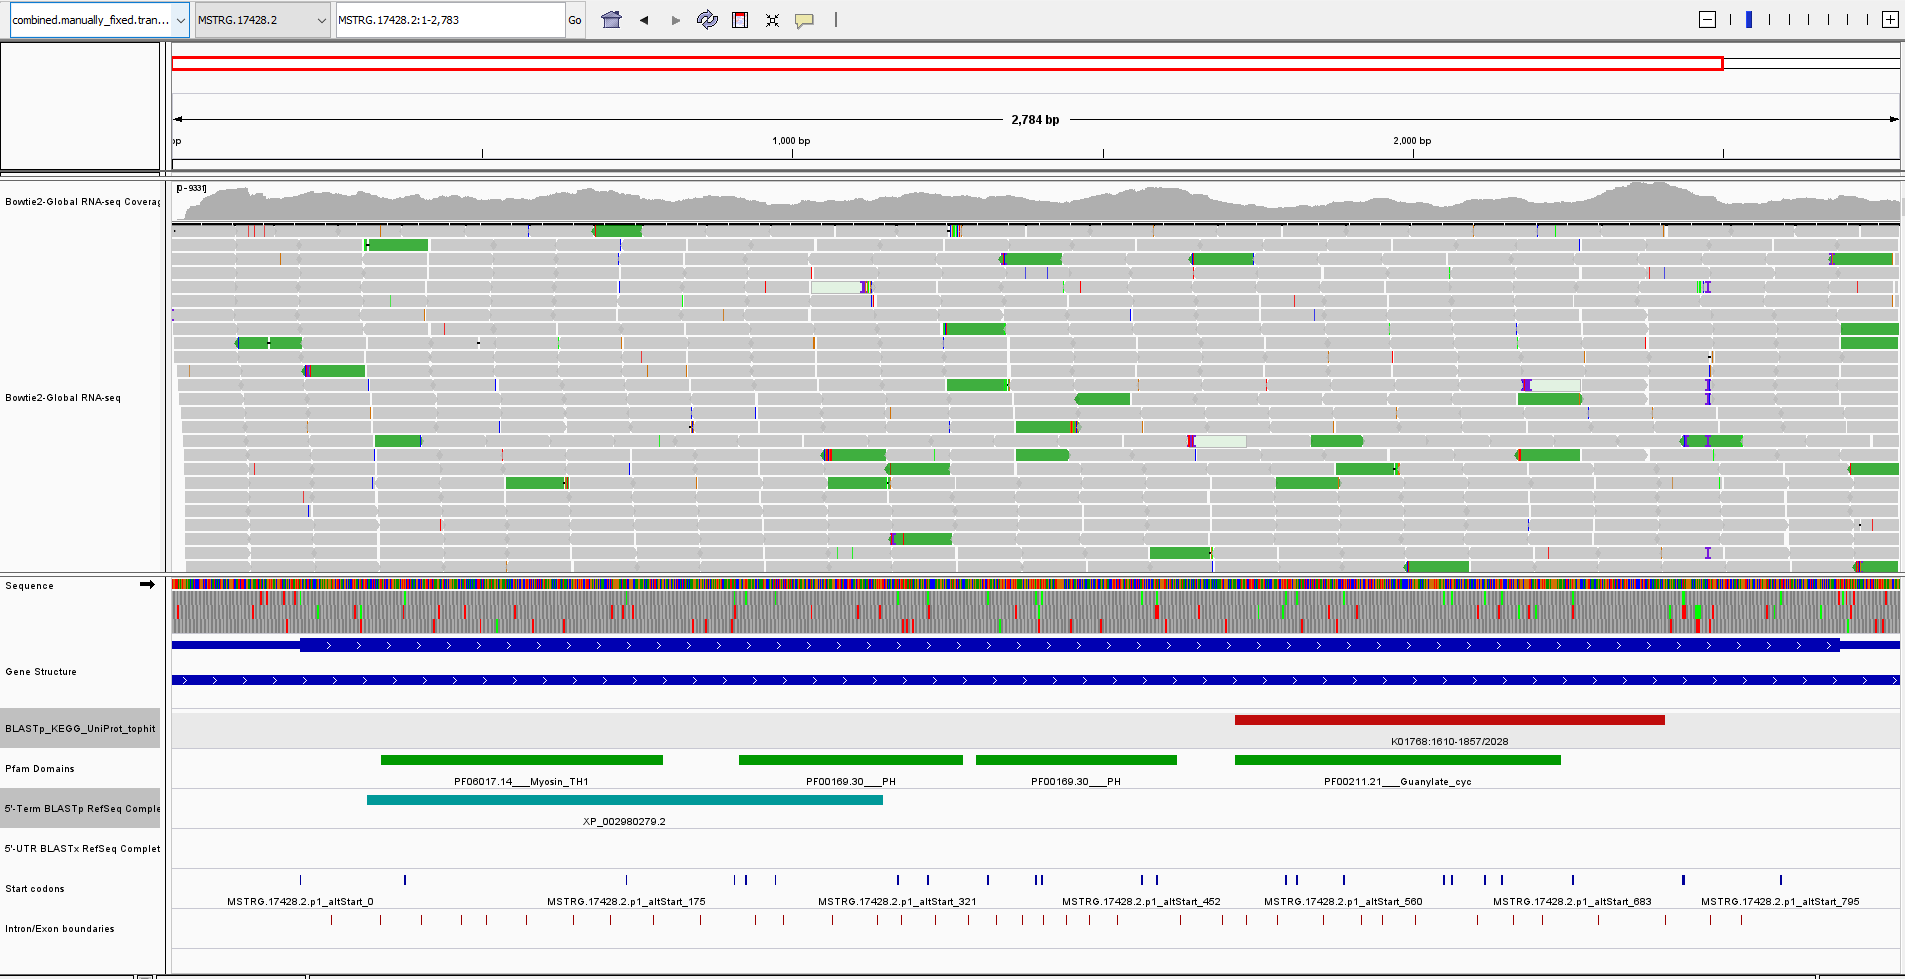 combined.manually_fixed.tran... MSTRG.17428.2 MSTRG.17428.2:1-2,783 Go
2,784 bp
bp 1,000 bp 2,000 bp
[0 - 9331]
Bowtie2-Global RNA-seq Coverag
Bowtie2-Global RNA-seq
Sequence
Gene Structure
BLASTp_KEGG_UniProt_tophit
K01768:1610-1857/2028
Pfam Domains
PF06017.14___Myosin_TH1 PF00169.30___PH PF00169.30___PH PF00211.21___Guanylate_cyc
5'-Term BLASTp RefSeq Comple
XP_002980279.2
5'-UTR BLASTx RefSeq Complet
Start codons
MSTRG.17428.2.p1_altStart_0 MSTRG.17428.2.p1_altStart_175 MSTRG.17428.2.p1_altStart_321 MSTRG.17428.2.p1_altStart_452 MSTRG.17428.2.p1_altStart_560 MSTRG.17428.2.p1_altStart_683 MSTRG.17428.2.p1_altStart_795
Intron/Exon boundaries